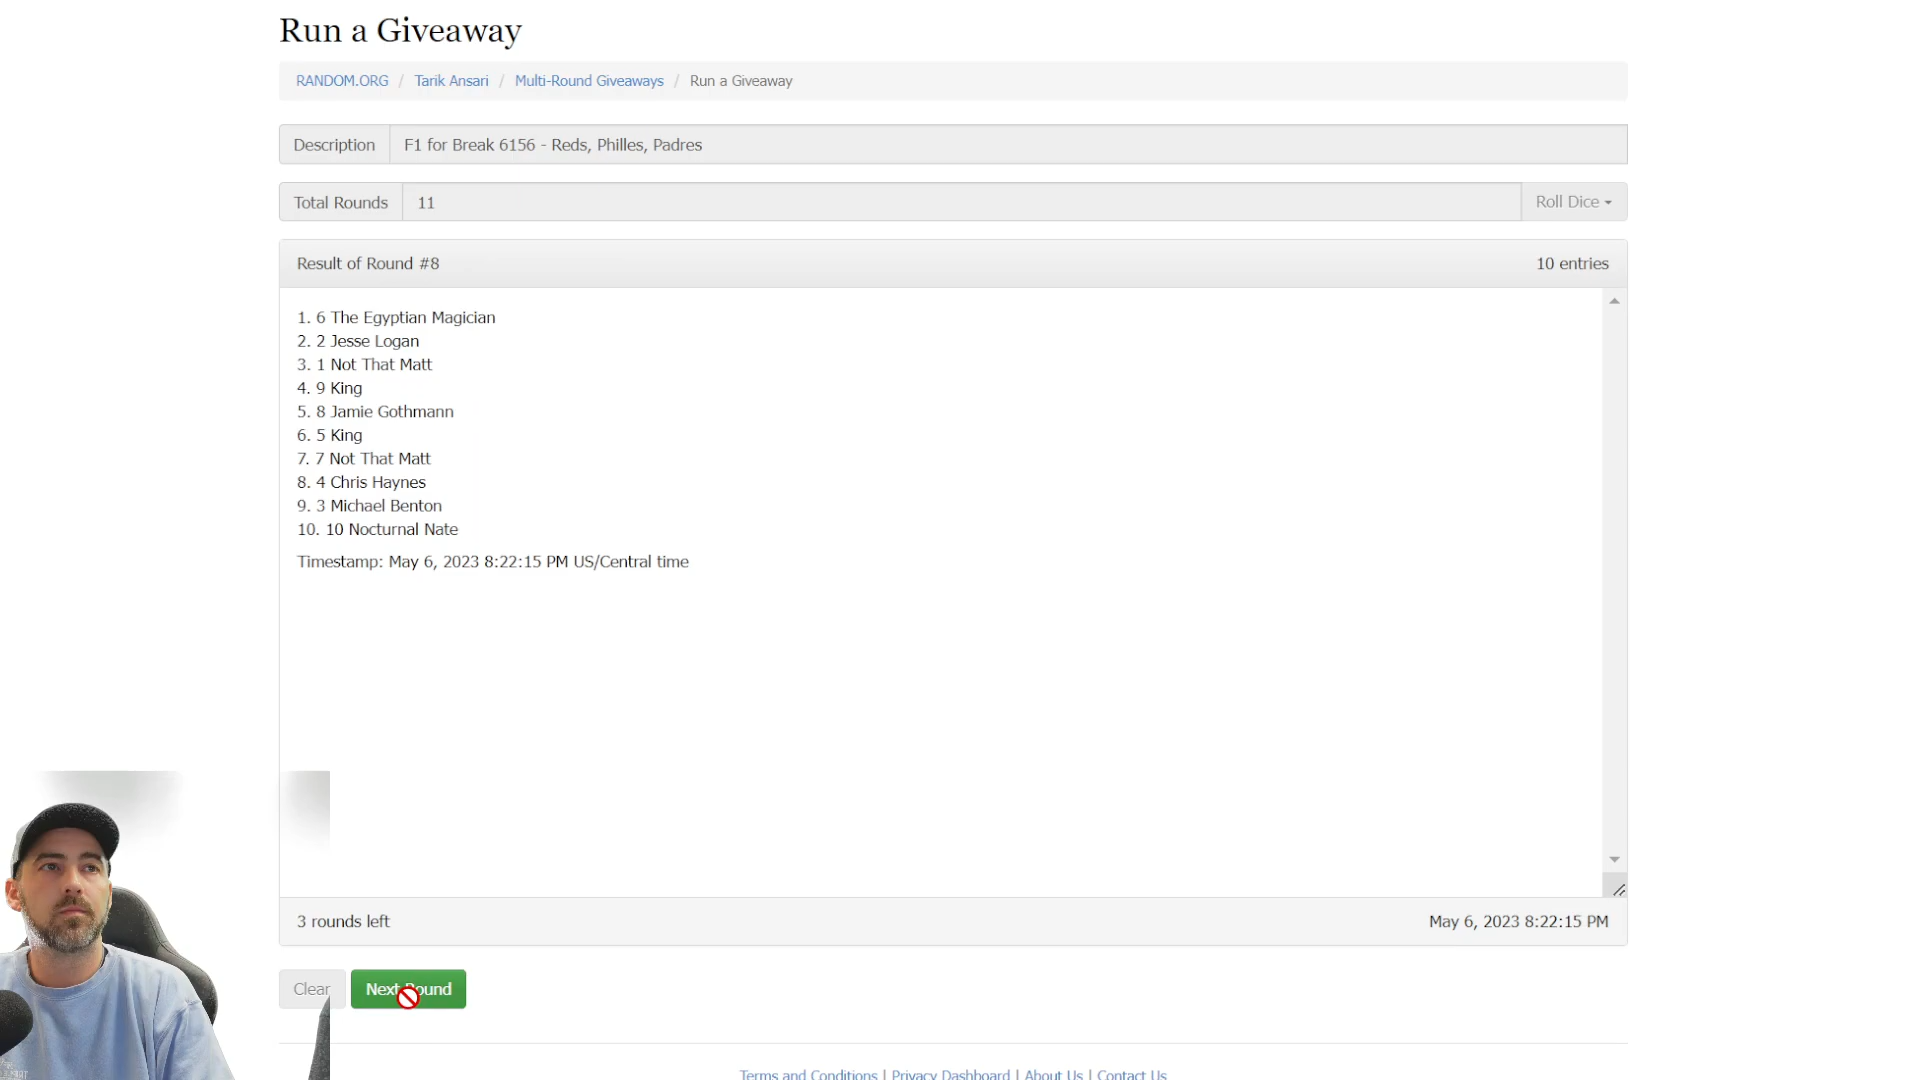 Run a Giveaway
RANDOM.ORG / Tarik Ansari / Multi-Round Giveaways / Run a Giveaway
Description F1 for Break 6156 - Reds, Philles, Padres
Total Rounds 11 Roll Dice
Result of Round #8 10 entries
1. 6 The Egyptian Magician
2. 2 Jesse Logan
3. 1 Not That Matt
4. 9 King
5. 8 Jamie Gothmann
6. 5 King
7. 7 Not That Matt
8. 4 Chris Haynes
9. 3 Michael Benton
10. 10 Nocturnal Nate
Timestamp: May 6, 2023 8:22:15 PM US/Central time
3 rounds left May 6, 2023 8:22:15 PM
Clear Next Round
Terms and Conditions | Privacy Dashboard | About Us | Contact Us